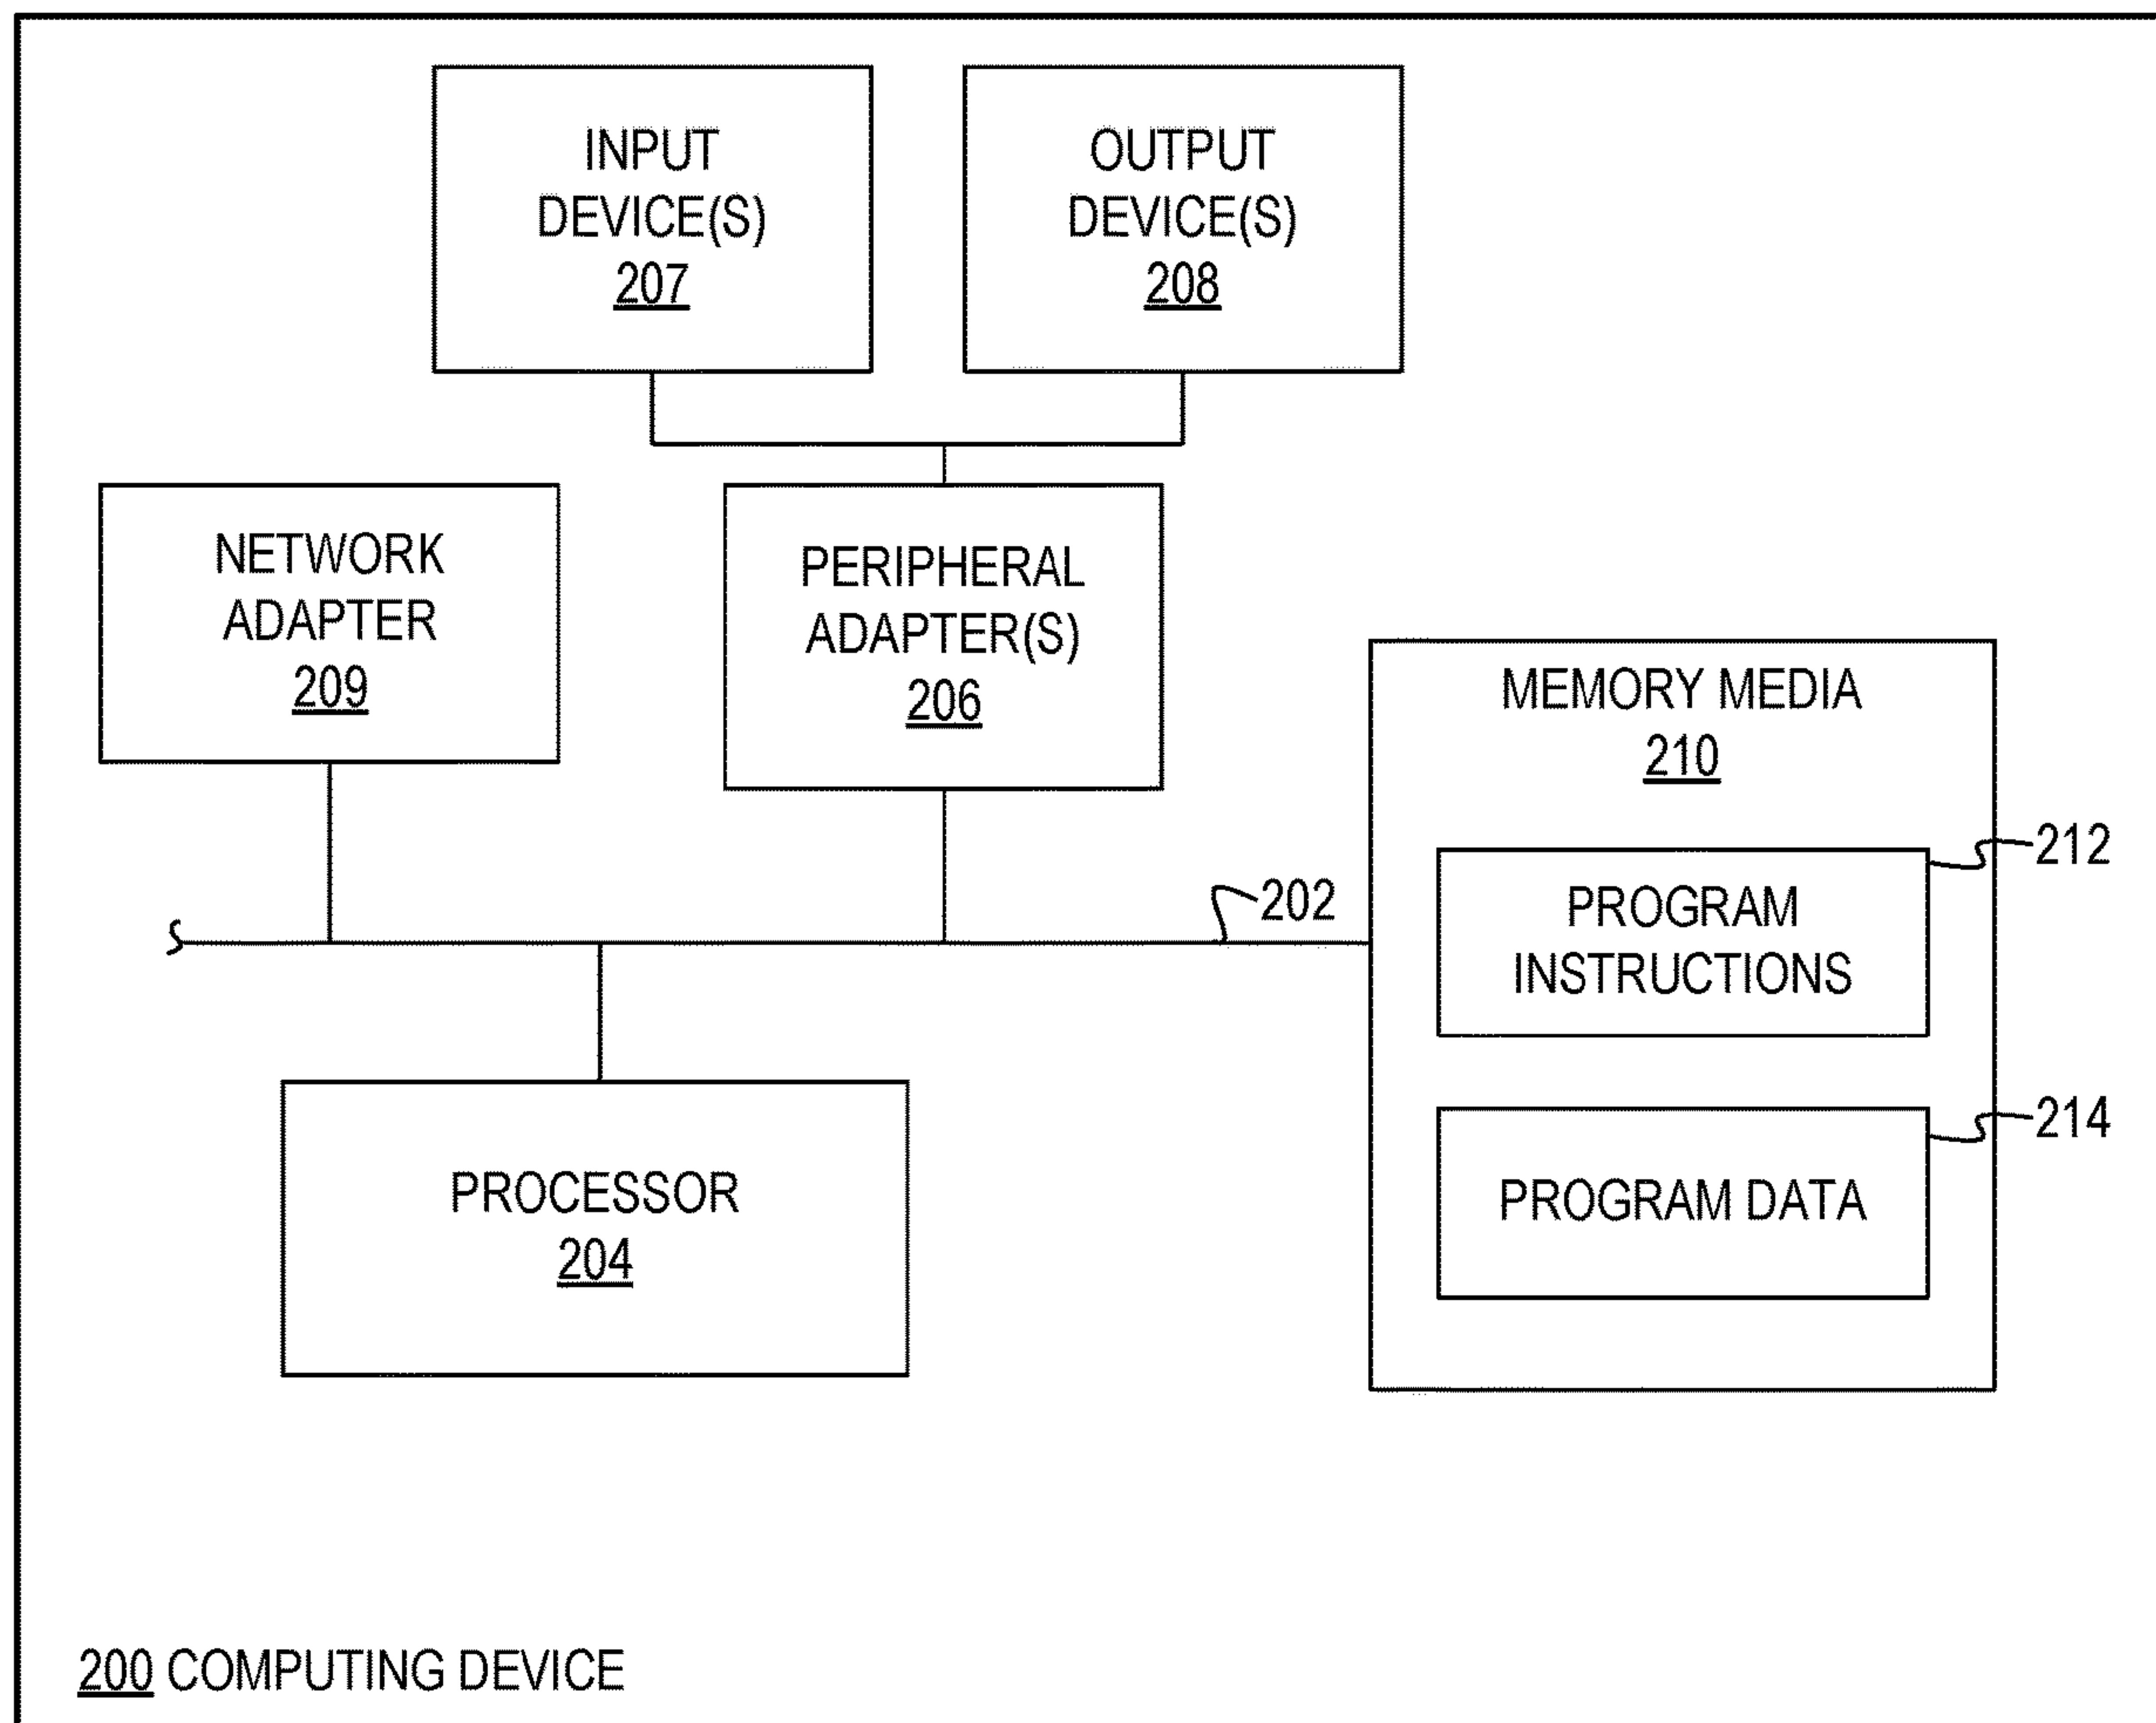 INPUT
DEVICE(S)
207
OUTPUT
DEVICE(S)
208
NETWORK
ADAPTER
209
PERIPHERAL
ADAPTER(S)
206
MEMORY MEDIA
210
212
PROGRAM
INSTRUCTIONS
202
214
PROGRAM DATA
PROCESSOR
204
200 COMPUTING DEVICE